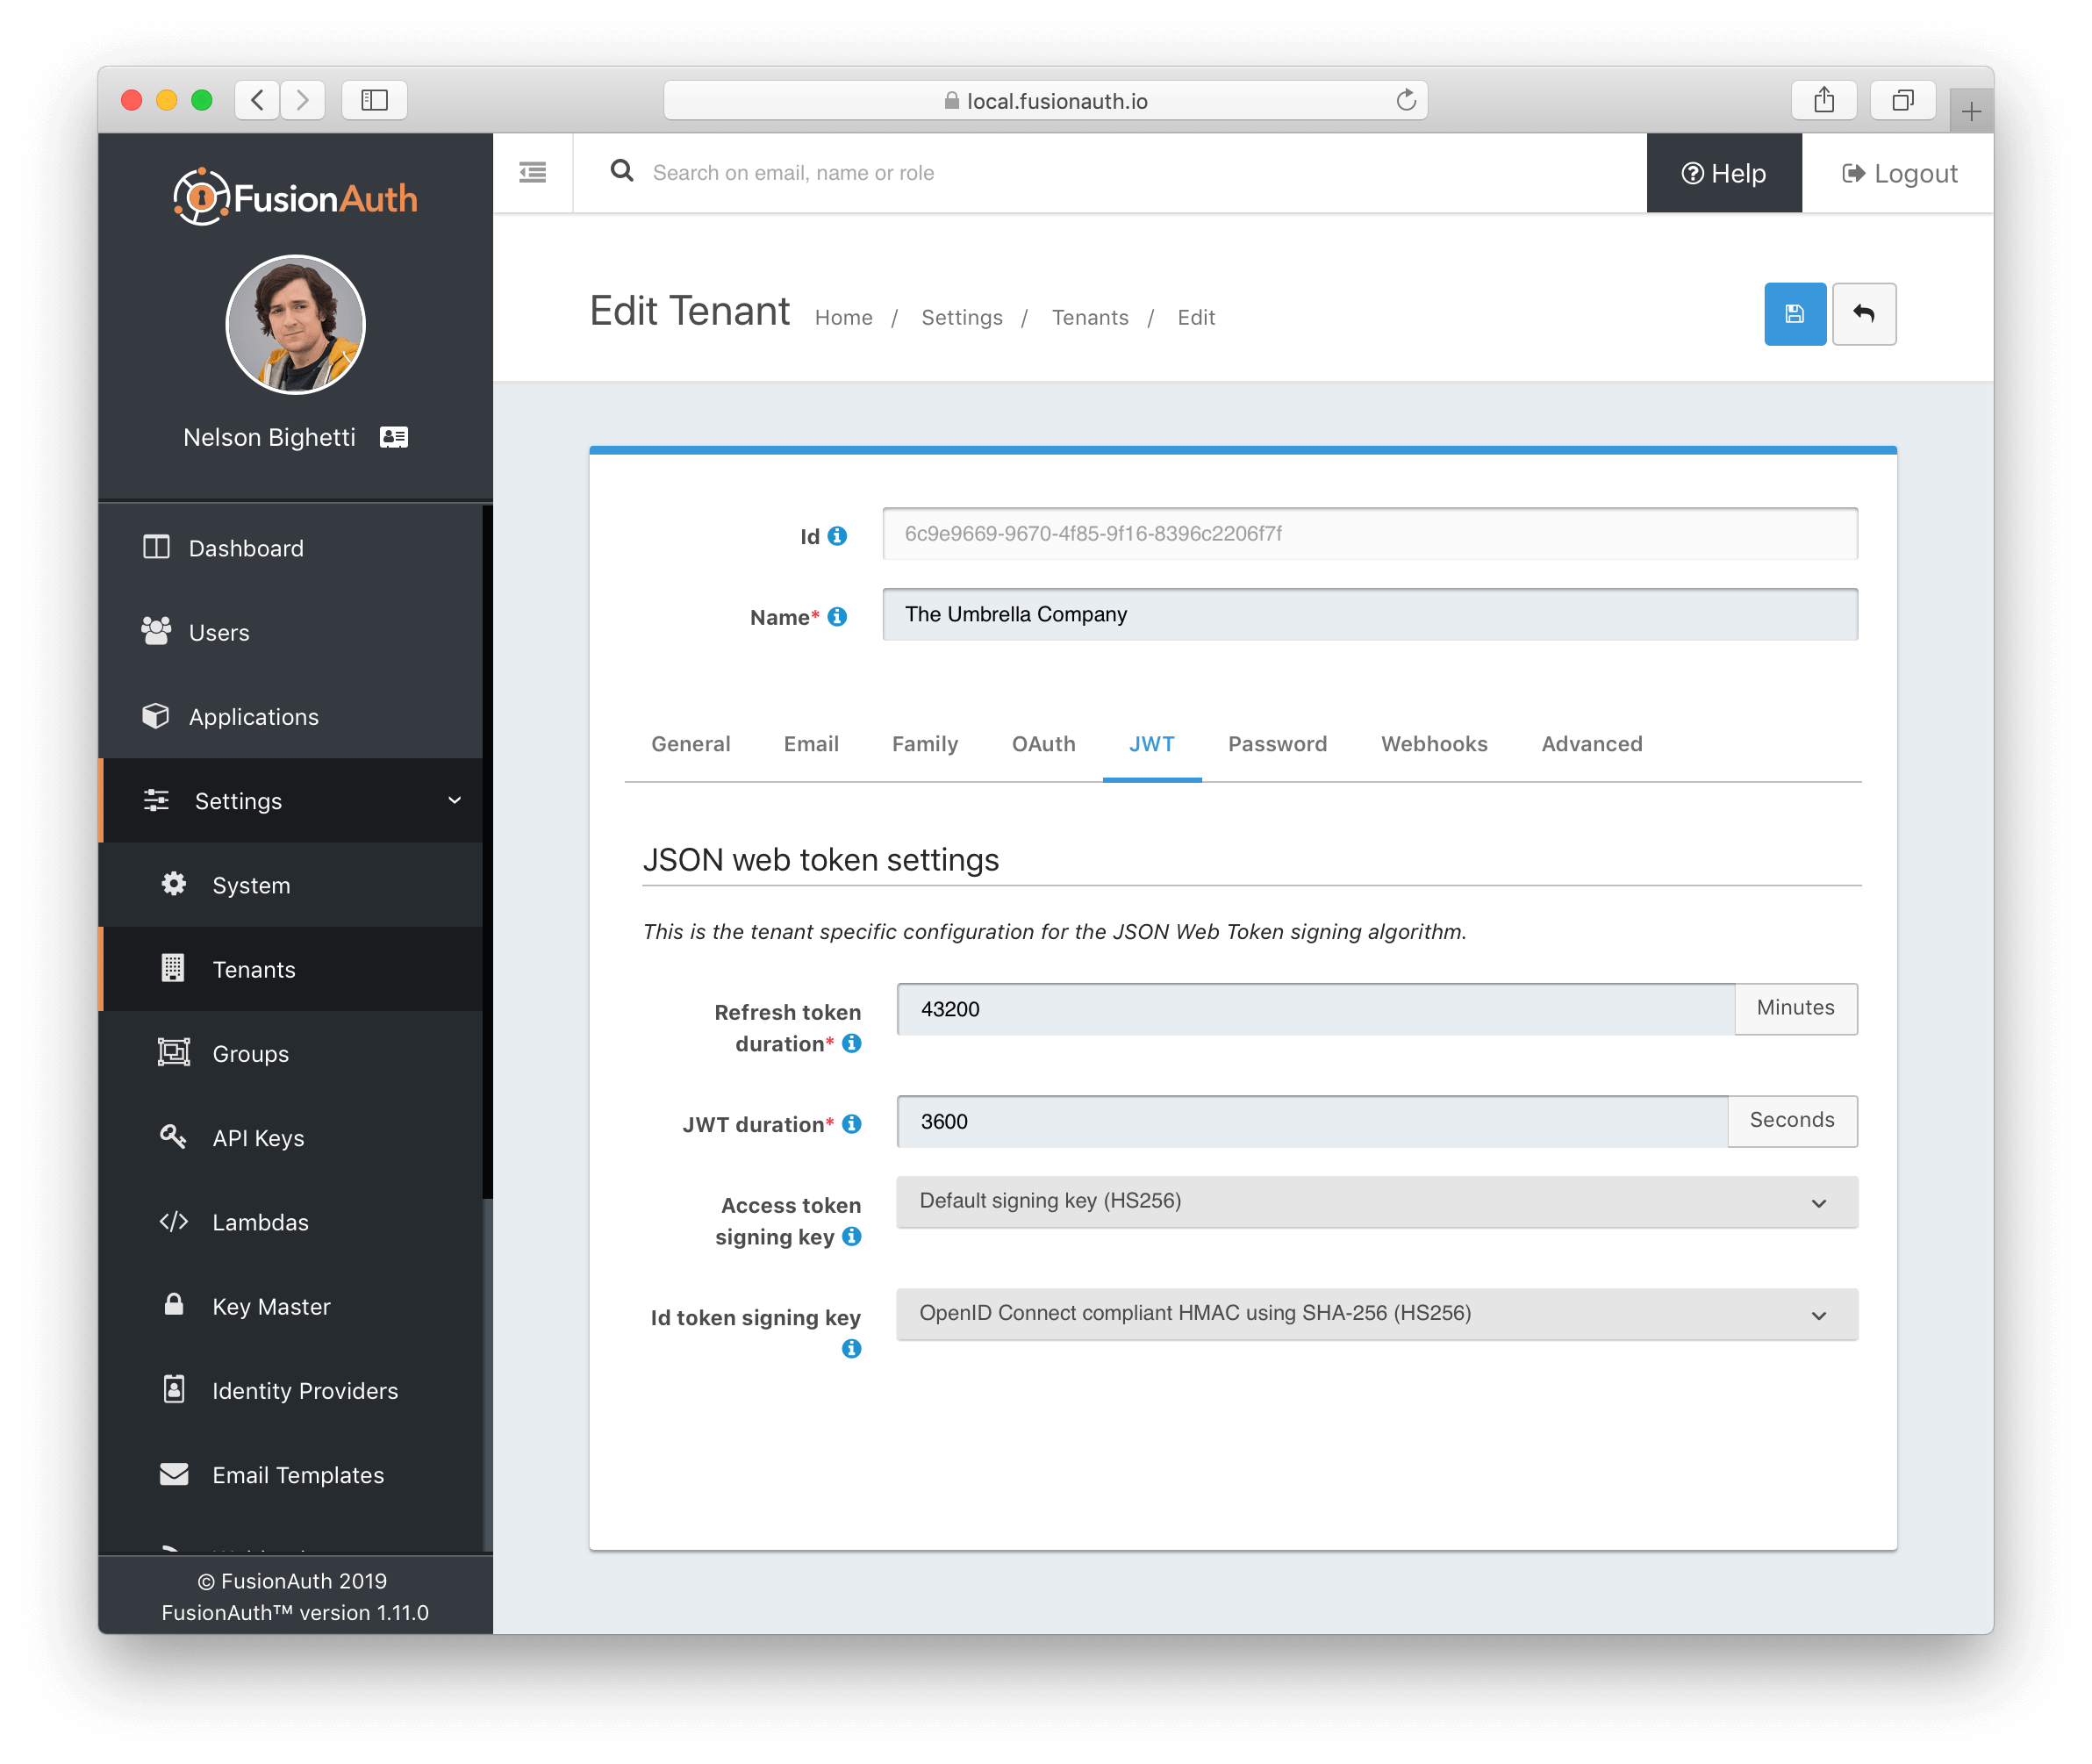 local.fusionauth.io
FusionAuth
Search on email, name or role
Help
Logout
Nelson Bighetti
Edit Tenant
Home / Settings / Tenants / Edit
Dashboard
Users
Applications
Settings
System
Tenants
Groups
API Keys
Lambdas
Key Master
Identity Providers
Email Templates
© FusionAuth 2019
FusionAuth™ version 1.11.0
Id
6c9e9669-9670-4f85-9f16-8396c2206f7f
Name*
The Umbrella Company
General Email Family OAuth JWT Password Webhooks Advanced
JSON web token settings
This is the tenant specific configuration for the JSON Web Token signing algorithm.
Refresh token
duration*
43200
Minutes
JWT duration*
3600
Seconds
Access token
signing key
Default signing key (HS256)
Id token signing key
OpenID Connect compliant HMAC using SHA-256 (HS256)